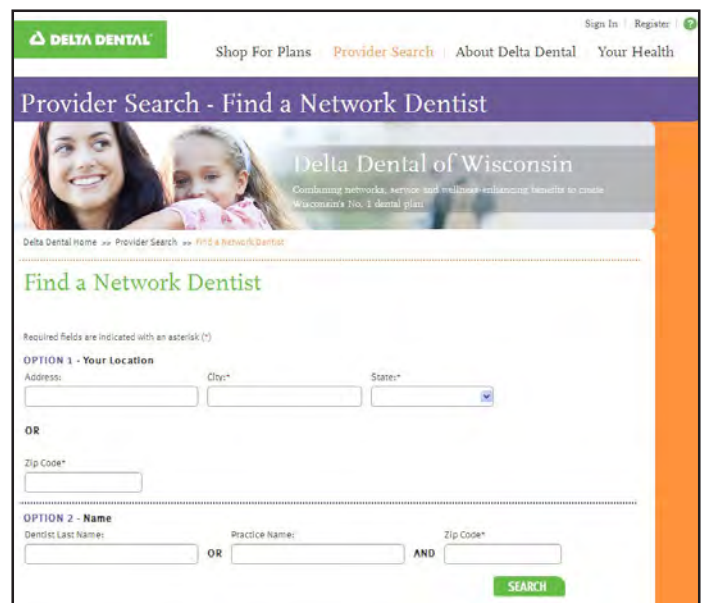 Sign In Register ?
DELTA DENTAL
Shop For Plans Provider Search About Delta Dental Your Health
Provider Search - Find a Network Dentist
Delta Dental of Wisconsin
Combining networks, service and wellness-enhancing benefits to create
Wisconsin's No. 1 dental plan
Delta Dental Home >> Provider Search >> Find a Network Dentist
Find a Network Dentist
Required fields are indicated with an asterisk (*)
OPTION 1 - Your Location
Address: City:* State:*
OR
Zip Code*
OPTION 2 - Name
Dentist Last Name: Practice Name: Zip Code*
OR AND
SEARCH